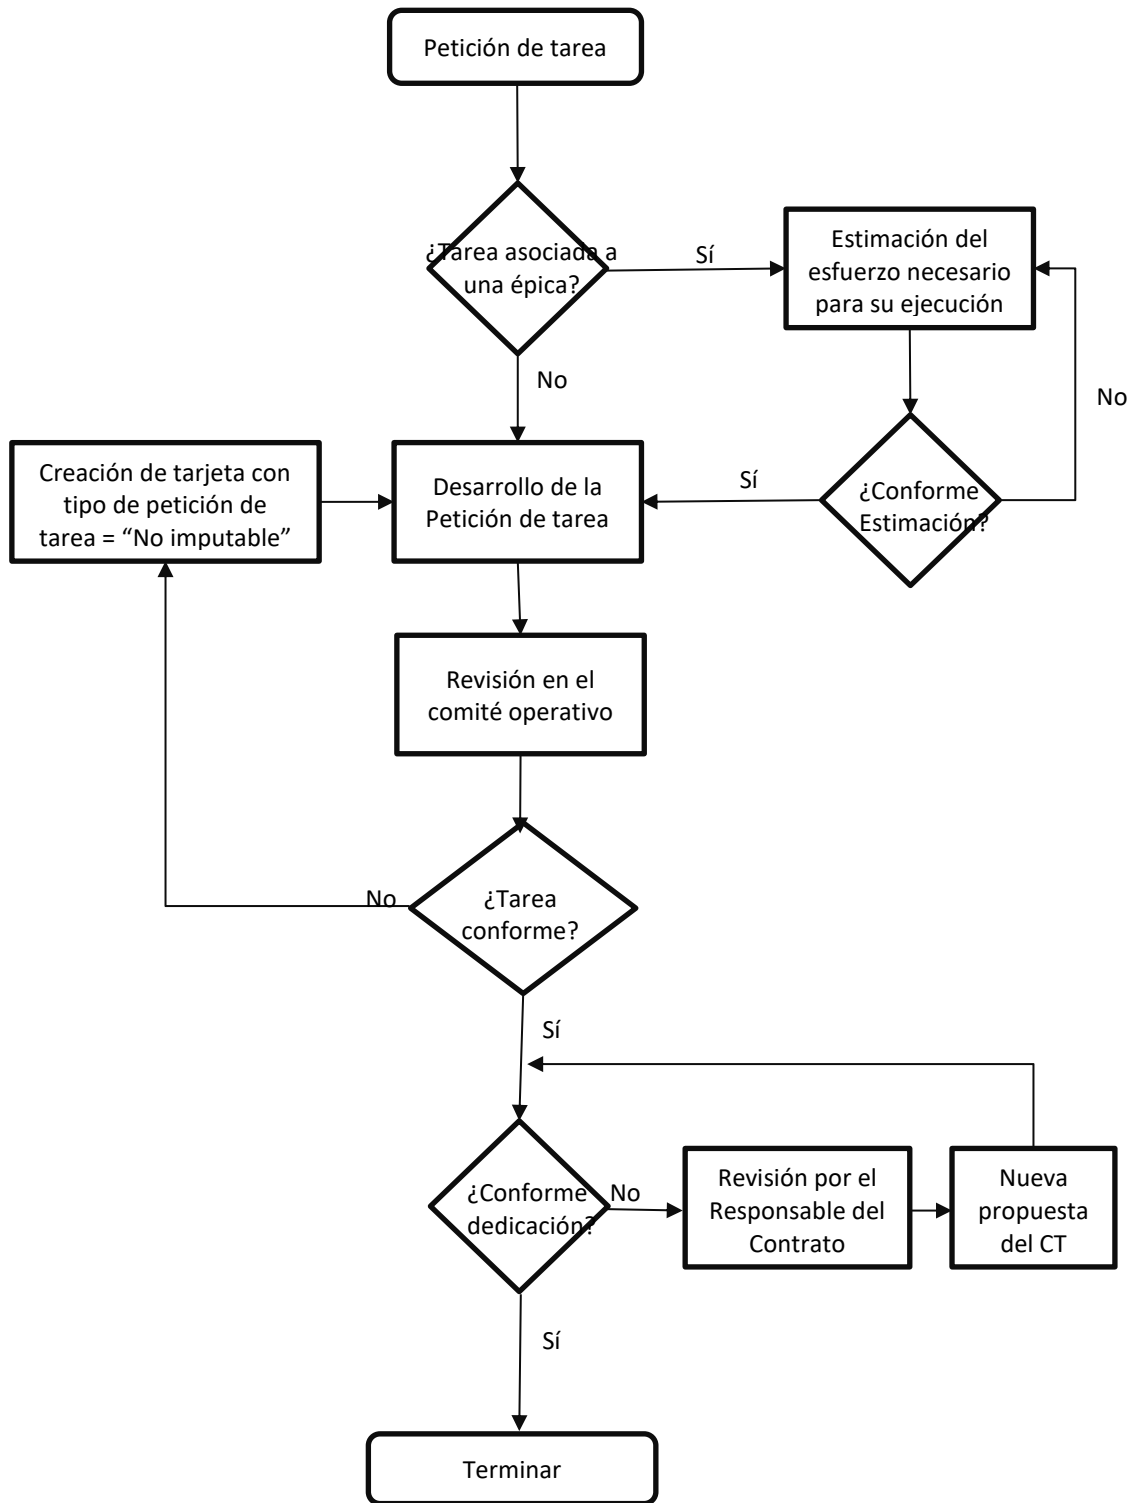 Petición de tarea
¿Tarea asociada a
una épica?
Sí
Estimación del
esfuerzo necesario
para su ejecución
No
No
Creación de tarjeta con
tipo de petición de
tarea = “No imputable”
Desarrollo de la
Petición de tarea
Sí
¿Conforme
Estimación?
Revisión en el
comité operativo
No
¿Tarea
conforme?
Sí
¿Conforme
dedicación?
No
Revisión por el
Responsable del
Contrato
Nueva
propuesta
del CT
Sí
Terminar